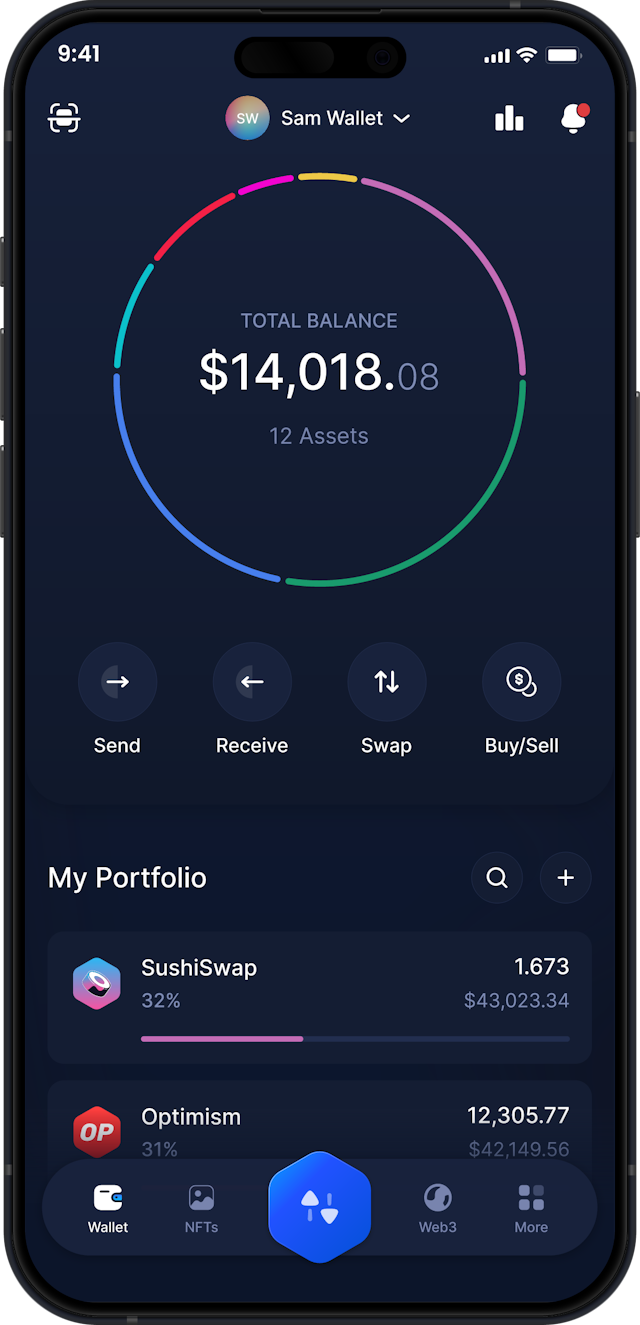 9:41
SW Sam Wallet
TOTAL BALANCE
$14,018.08
12 Assets
Send Receive Swap Buy/Sell
My Portfolio
SushiSwap 1.673
32% $43,023.34
OP Optimism 12,305.77
31% $42,149.56
Wallet NFTs Web3 More